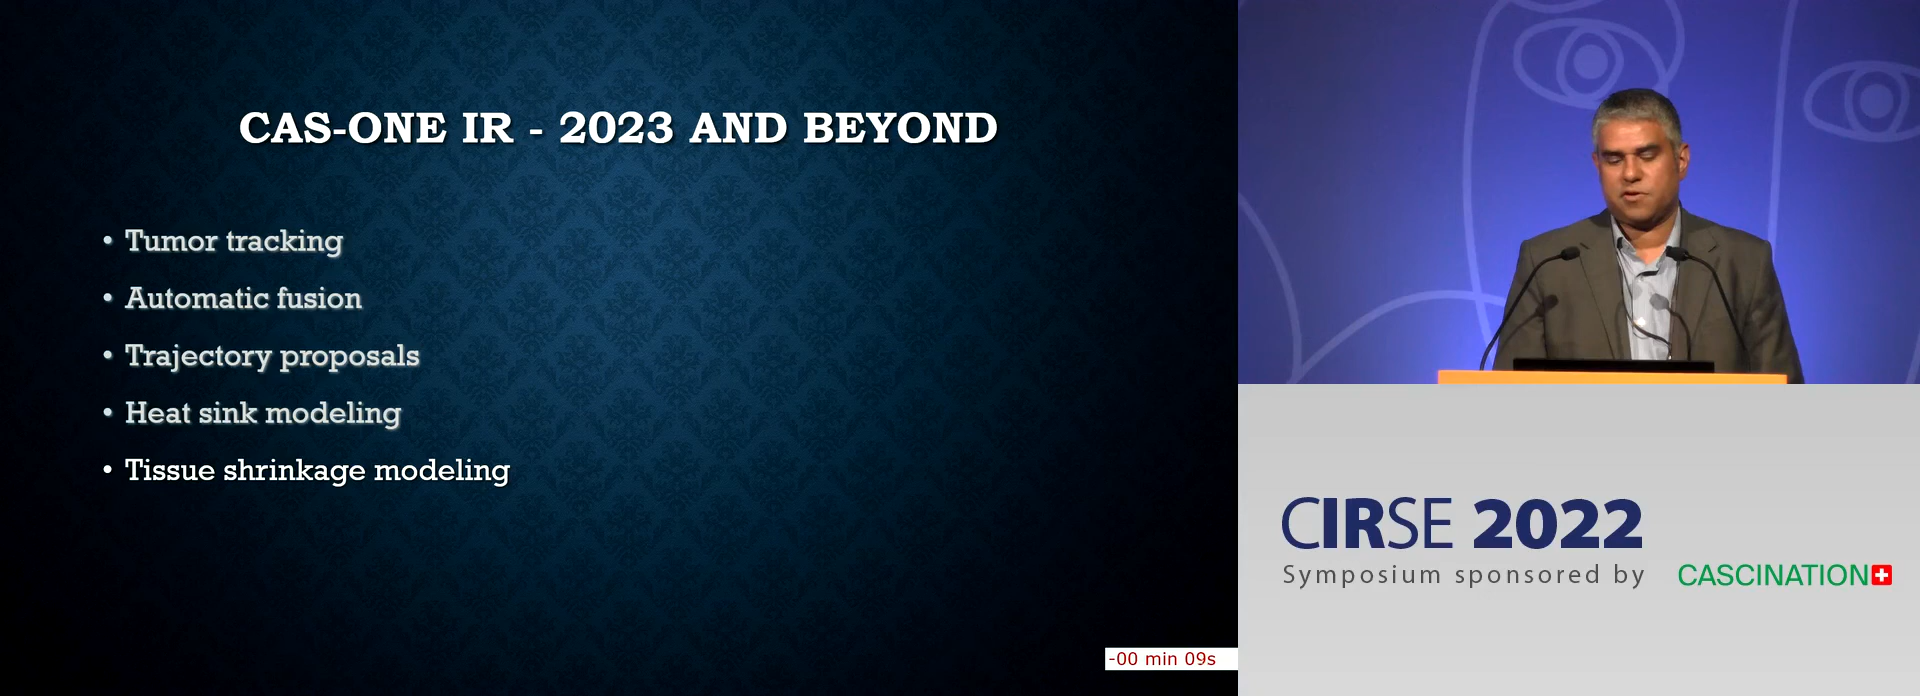 CAS-ONE IR - 2023 AND BEYOND
• Tumor tracking
• Automatic fusion
• Trajectory proposals
• Heat sink modeling
• Tissue shrinkage modeling
-00 min 09s
CIRSE 2022
Symposium sponsored by CASCINATION